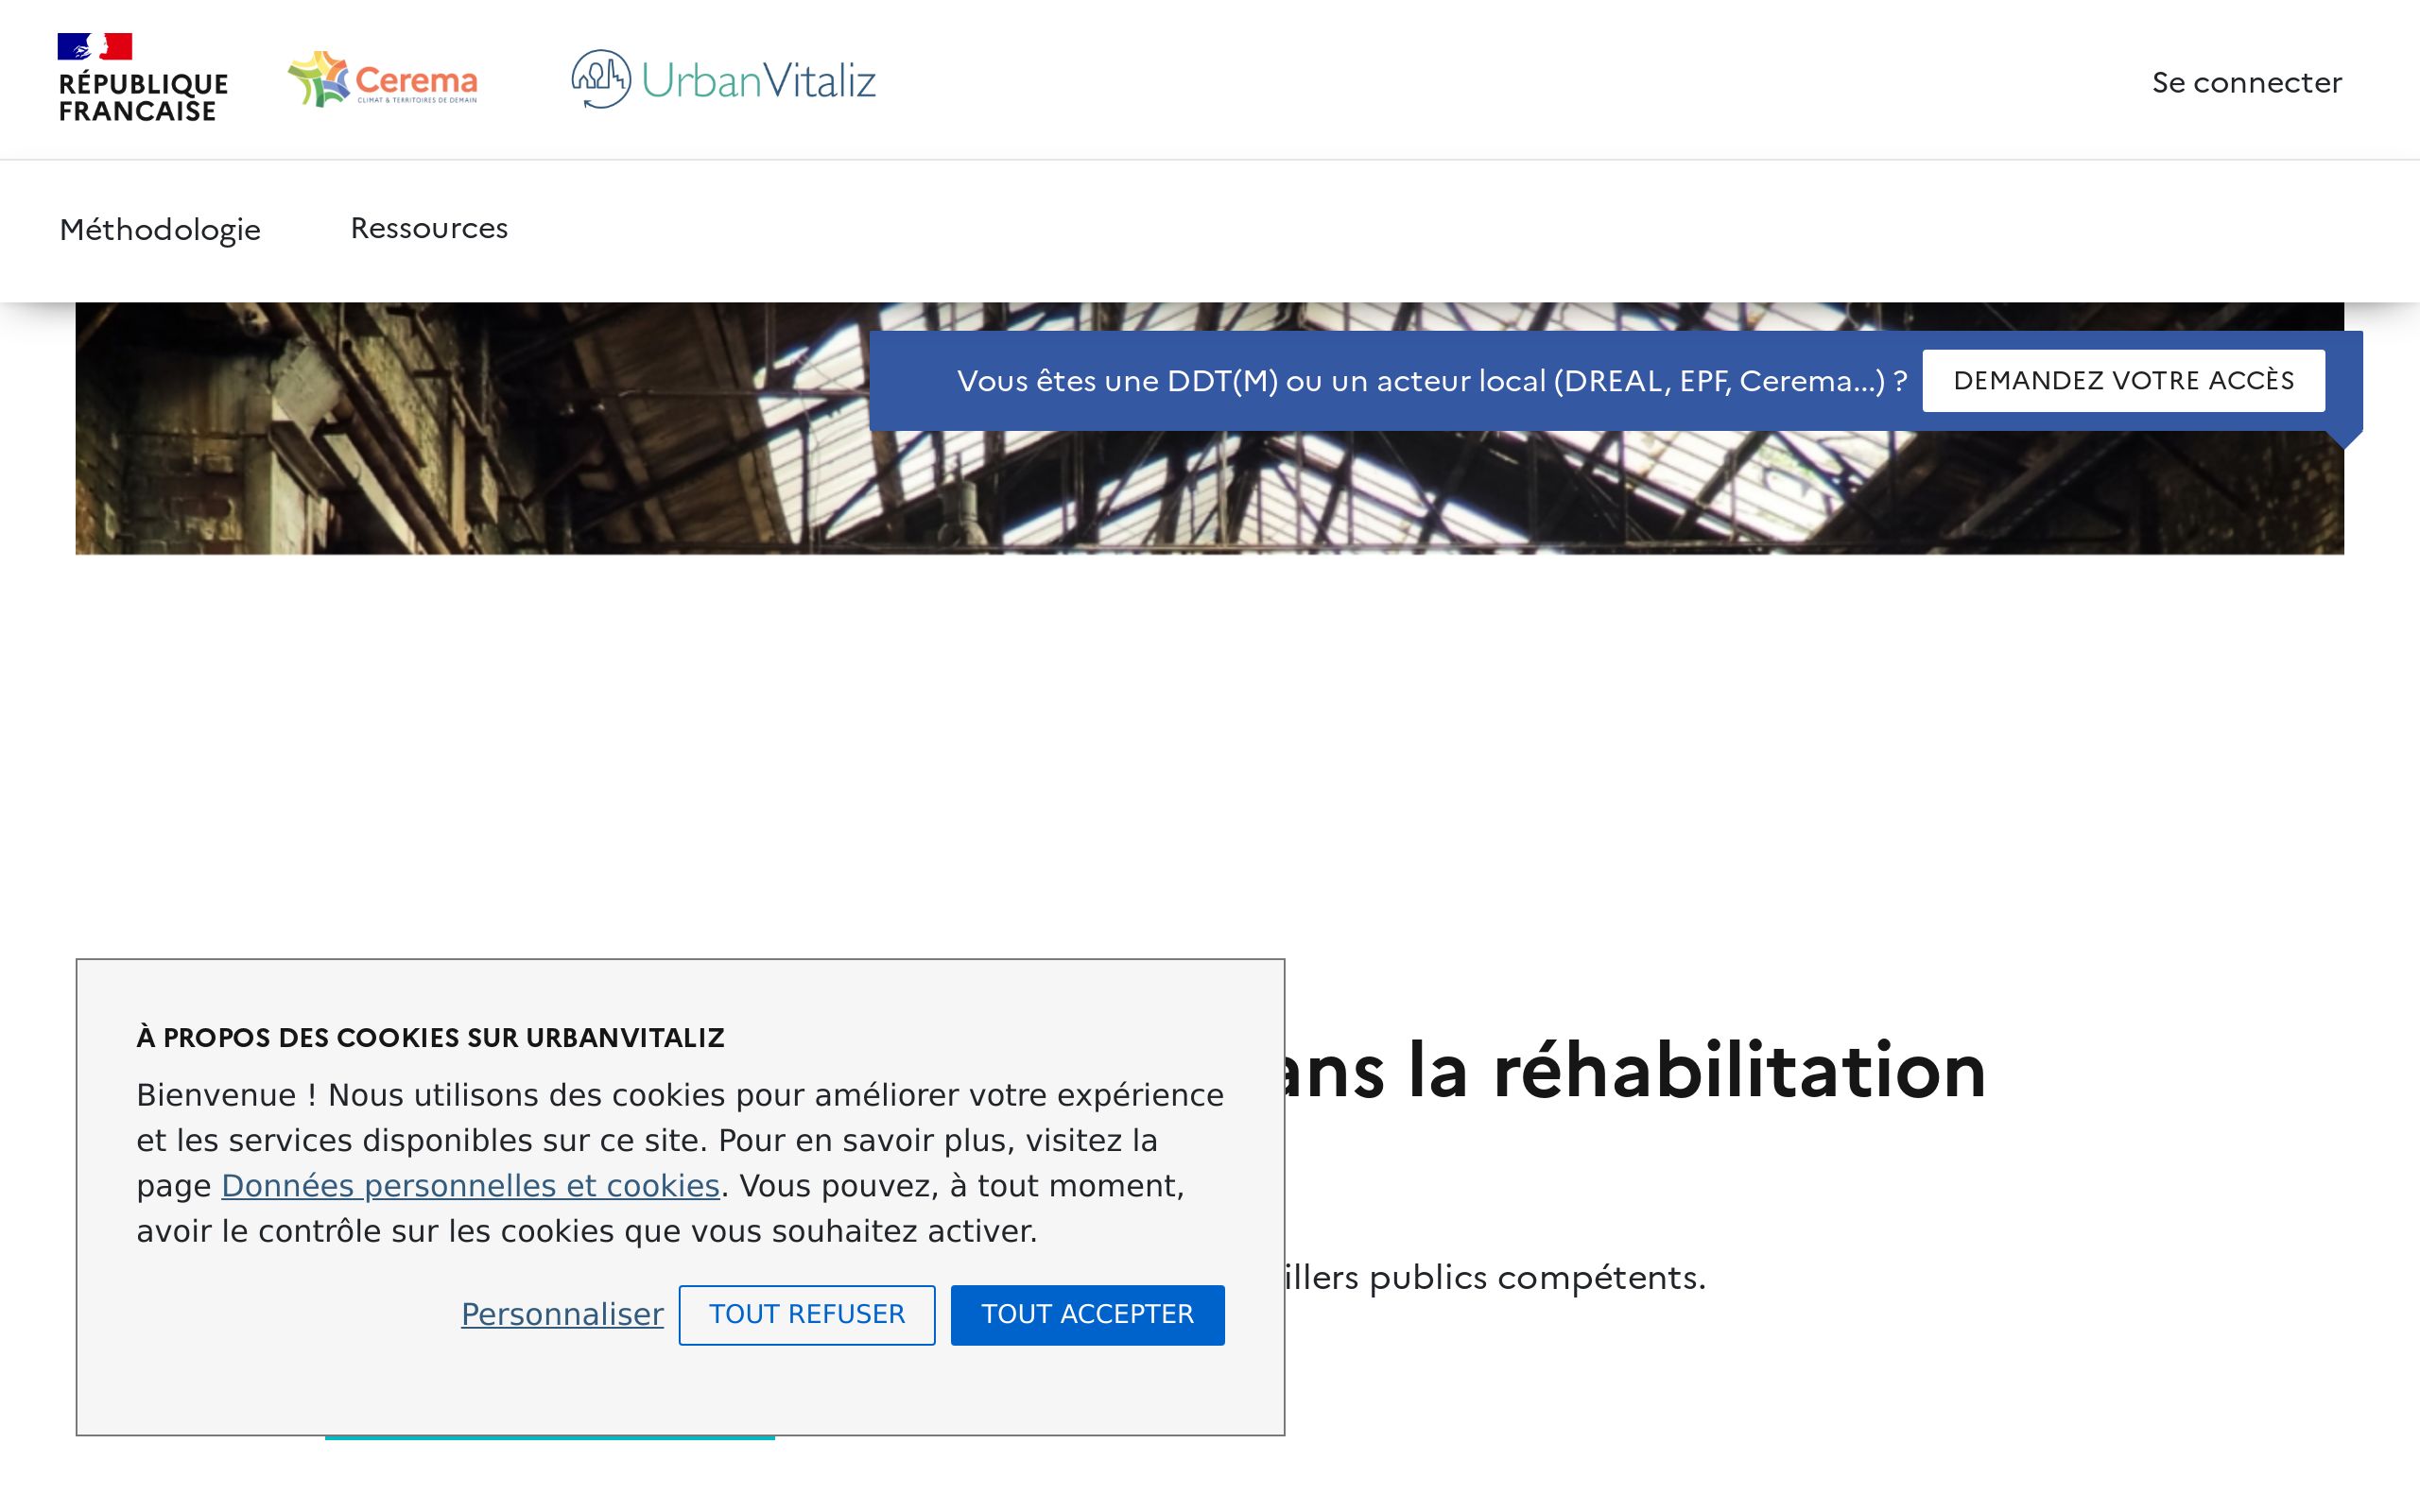 RÉPUBLIQUE
FRANCAISE
Cerema
CLIMAT & TERRITOIRES DE DEMAIN
UrbanVitaliz
Se connecter
Méthodologie
Ressources
Vous êtes une DDT(M) ou un acteur local (DREAL, EPF, Cerema...) ?
DEMANDEZ VOTRE ACCÈS
À PROPOS DES COOKIES SUR URBANVITALIZ
Bienvenue ! Nous utilisons des cookies pour améliorer votre expérience
et les services disponibles sur ce site. Pour en savoir plus, visitez la
page Données personnelles et cookies. Vous pouvez, à tout moment,
avoir le contrôle sur les cookies que vous souhaitez activer.
Personnaliser
TOUT REFUSER
TOUT ACCEPTER
la réhabilitation
publics compétents.